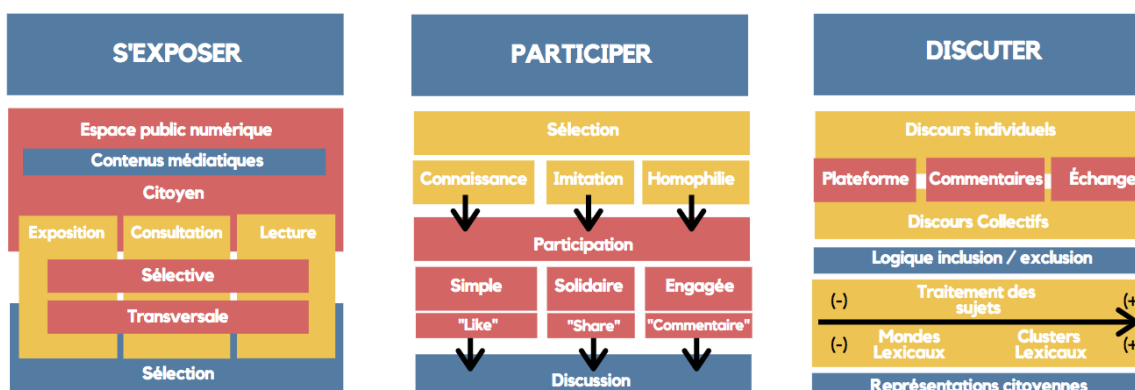 S'EXPOSER
Espace public numérique
Contenus médiatiques
Citoyen
Exposition
Consultation
Lecture
Sélective
Transversale
Sélection
PARTICIPER
Sélection
Connaissance
Imitation
Homophilie
Participation
Simple
Solidaire
Engagée
"Like"
"Share"
"Commentaire"
Discussion
DISCUTER
Discours individuels
Plateforme
Commentaires
Échange
Discours Collectifs
Logique inclusion / exclusion
(-)
Traitement des
sujets
(+
(-)
Mondes
Lexicaux
Clusters
Lexicaux
(+
Représentations citoyennes